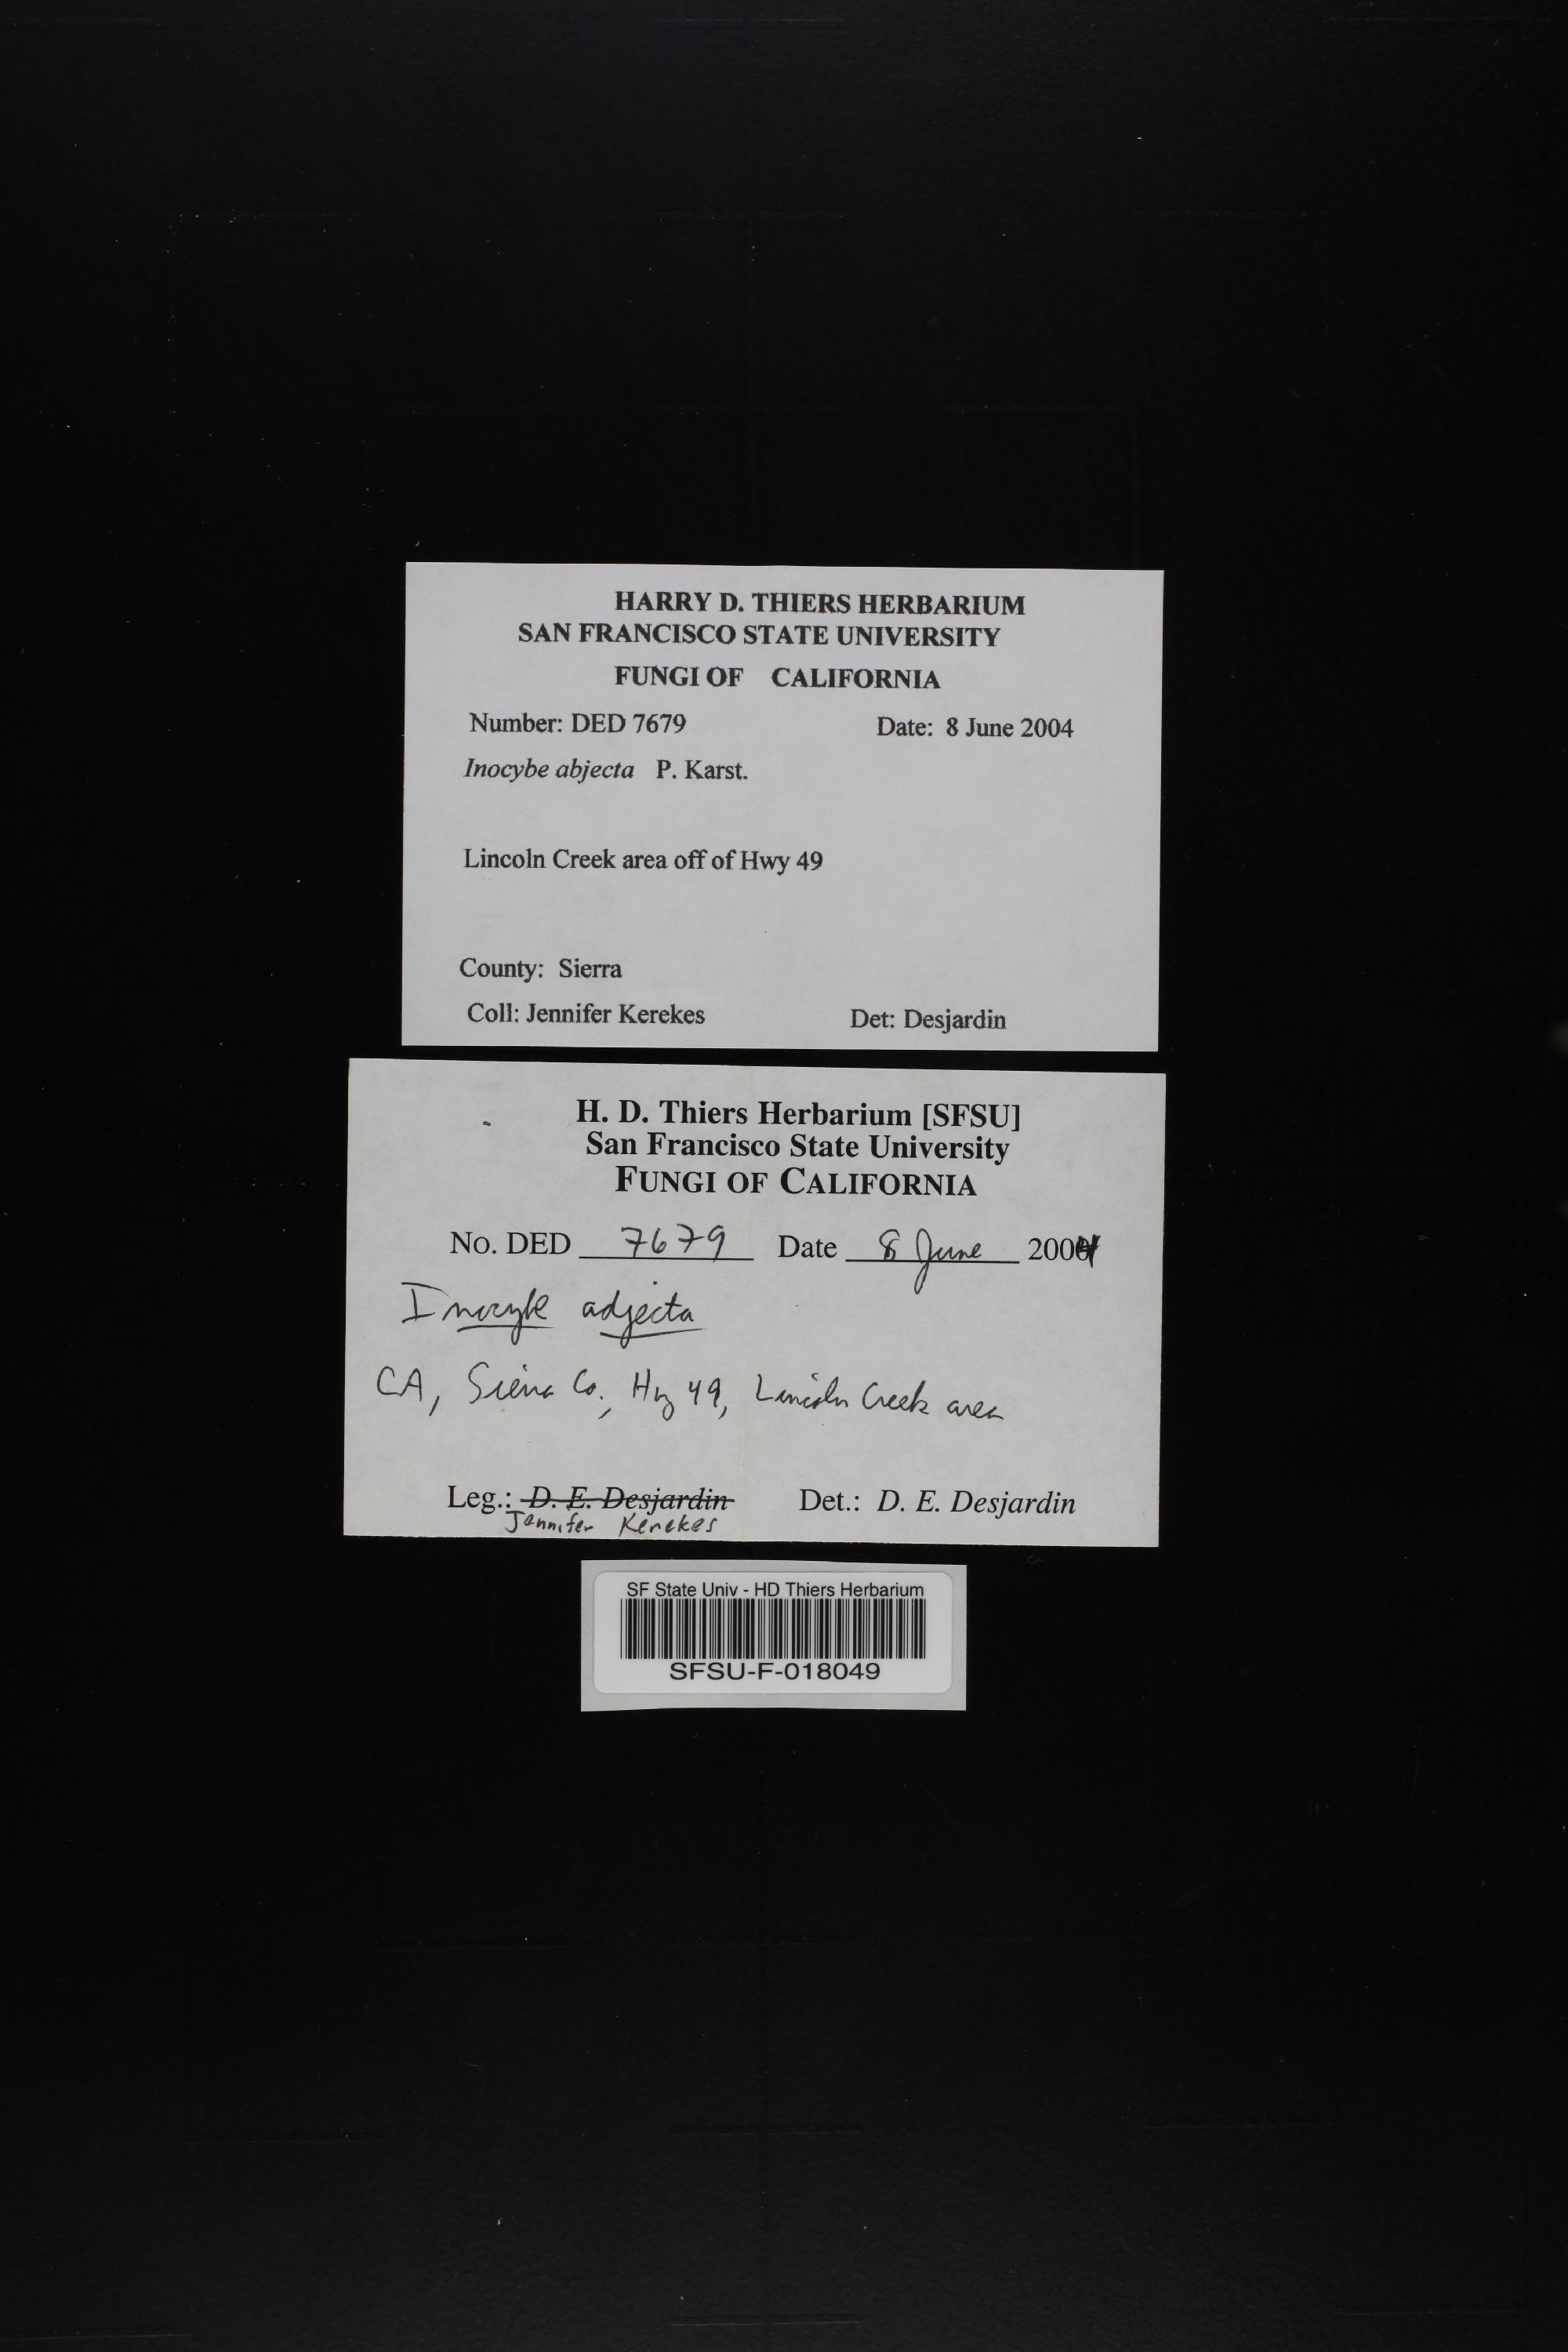 HARRY D. THIERS HERBARIUM
SAN FRANCISCO STATE UNIVERSITY
FUNGI OF CALIFORNIA
Number: DED 7679 Date: 8 June 2004
Inocybe abjecta P. Karst.
Lincoln Creek area off of Hwy 49
County: Sierra
Coll: Jennifer Kerekes Det: Desjardin
H. D. Thiers Herbarium [SFSU]
San Francisco State University
FUNGI OF CALIFORNIA
No. DED 7679 Date 8 June 2004
Inocybe adjecta
CA, Sierra Co., Hwy 49, Lincoln Creek area
Leg.: D. E. Desjardin Det.: D. E. Desjardin
Jennifer Kerekes
SF State Univ - HD Thiers Herbarium
SFSU-F-018049